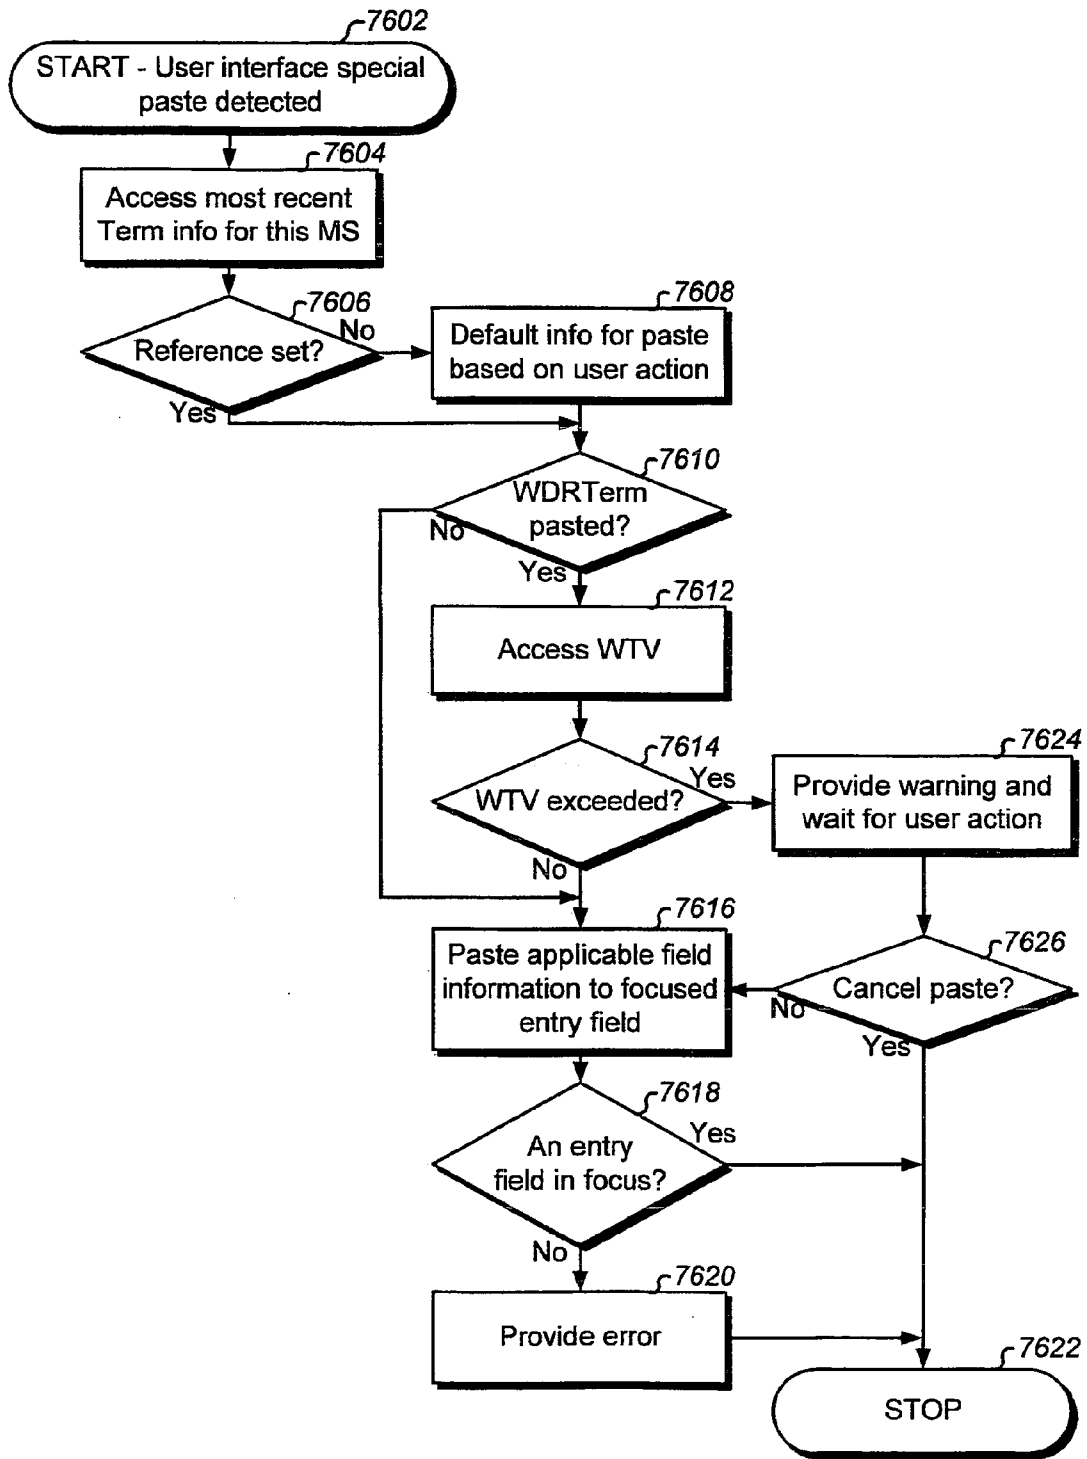 7602
START - User interface special
paste detected
7604
Access most recent
Term info for this MS
7606
Reference set?
No
Yes
7608
Default info for paste
based on user action
7610
WDRTerm
pasted?
No
Yes
7612
Access WTV
7614
WTV exceeded?
Yes
No
7624
Provide warning and
wait for user action
7616
Paste applicable field
information to focused
entry field
7626
Cancel paste?
No
Yes
7618
An entry
field in focus?
Yes
No
7620
Provide error
7622
STOP